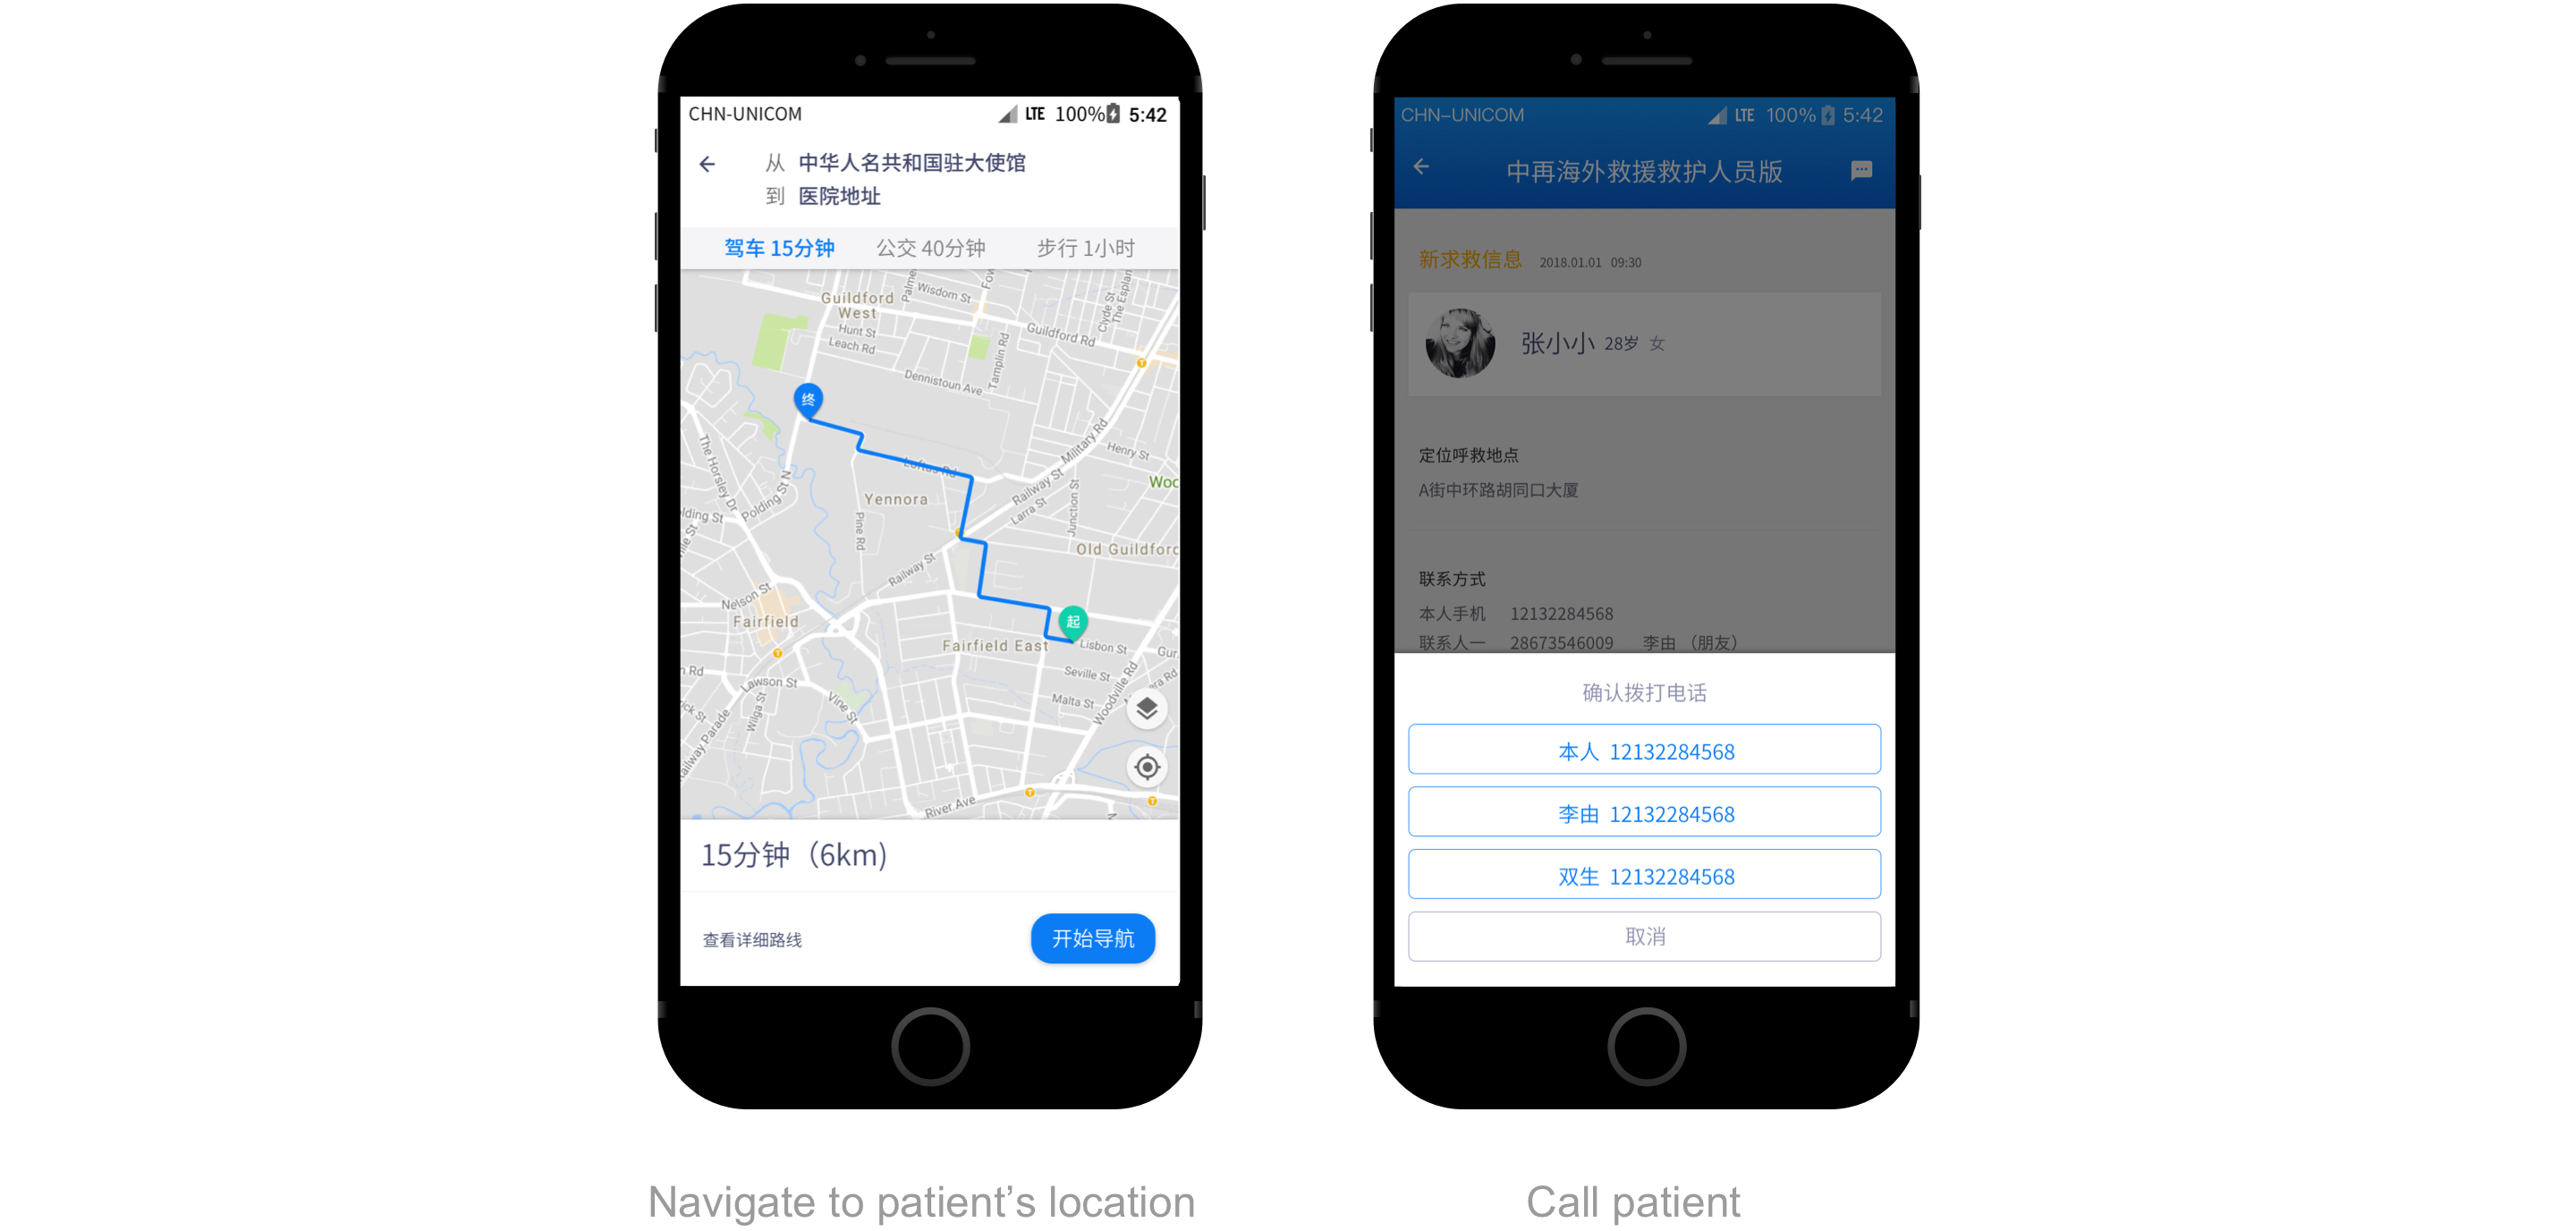 CHN-UNICOM LTE 100% 5:42
从 中华人名共和国驻大使馆
到 医院地址
驾车 15分钟 公交 40分钟 步行 1小时
Guildford
West
Wisdom St
Hunt St
Leach Rd
Guildford Rd
Clyde St
Tamplin Rd
Dennistoun Ave
终
Military Rd
Henry St
The Horsley Dr
Polding St N
Loftus Rd
Railway St
Larra St
Junction St
Yennora
Pine Rd
Old Guildford
Railway St
Nelson St
Fairfield
起
Fairfield East
Lisbon St
Seville St
Malta St
Woodville Rd
Lawson St
Wilga St
Vine St
River Ave
15分钟（6km)
查看详细路线
开始导航
Navigate to patient’s location
CHN-UNICOM LTE 100% 5:42
中再海外救援救护人员版
新求救信息 2018.01.01 09:30
张小小 28岁 女
定位呼救地点
A街中环路胡同口大厦
联系方式
本人手机 12132284568
联系人一 28673546009 李由 （朋友）
确认拨打电话
本人 12132284568
李由 12132284568
双生 12132284568
取消
Call patient